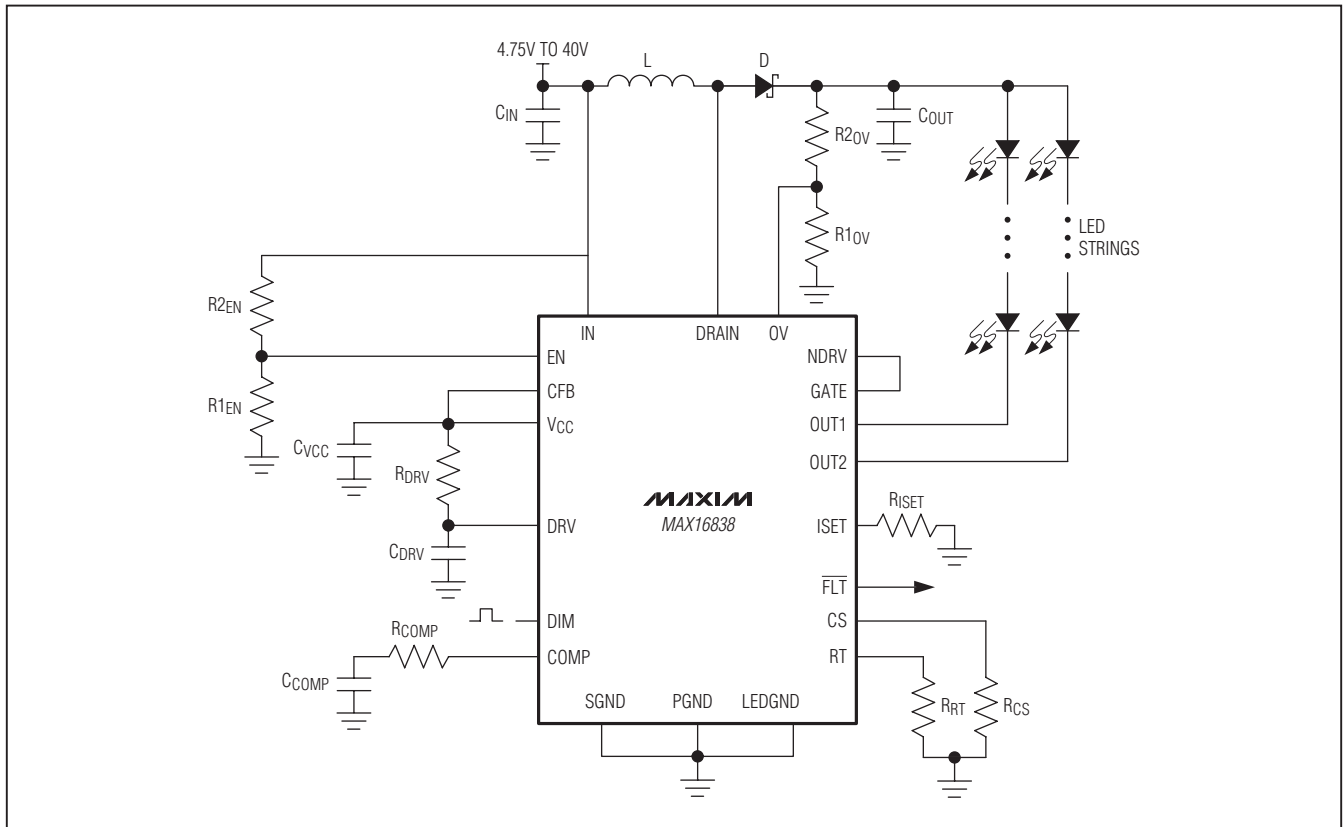 4.75V TO 40V
L
D
CIN
R2OV
COUT
R1OV
LED
STRINGS
R2EN
R1EN
IN
DRAIN
OV
EN
NDRV
CFB
GATE
VCC
OUT1
CVCC
OUT2
RDRV
MAXIM
MAX16838
ISET
RISET
DRV
CDRV
FLT
DIM
CS
RCOMP
COMP
RT
CCOMP
SGND
PGND
LEDGND
RRT
RCS